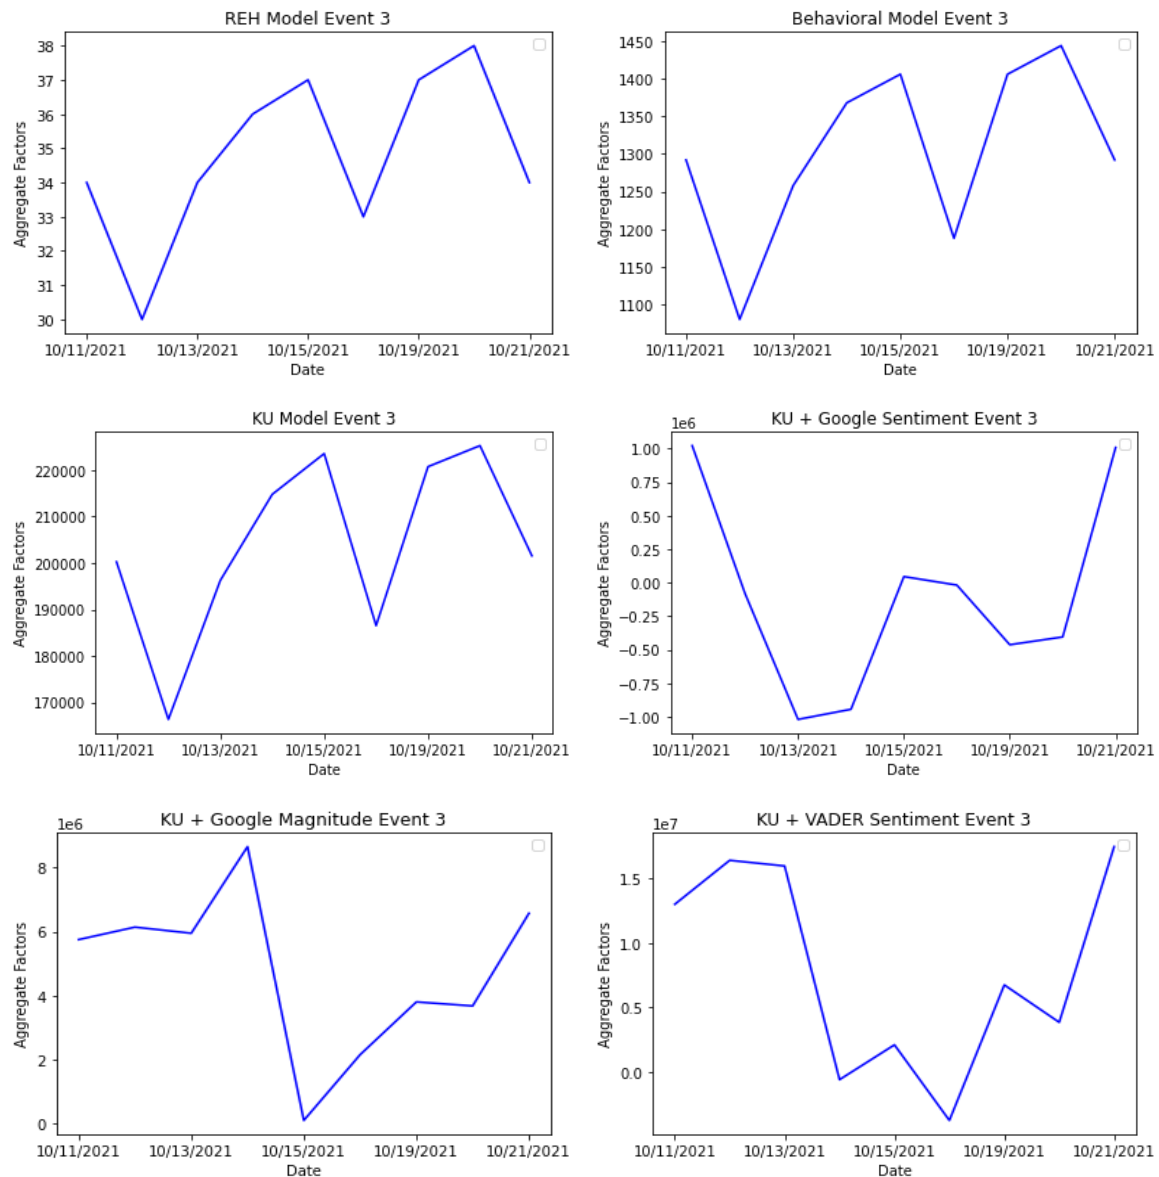 REH Model Event 3
38
37
36
35
34
33
32
31
30
Aggregate Factors
10/11/2021 10/13/2021 10/15/2021 10/19/2021 10/21/2021
Date
Behavioral Model Event 3
1450
1400
1350
1300
1250
1200
1150
1100
Aggregate Factors
10/11/2021 10/13/2021 10/15/2021 10/19/2021 10/21/2021
Date
KU Model Event 3
220000
210000
200000
190000
180000
170000
Aggregate Factors
10/11/2021 10/13/2021 10/15/2021 10/19/2021 10/21/2021
Date
KU + Google Sentiment Event 3
1e6
1.00
0.75
0.50
0.25
0.00
−0.25
−0.50
−0.75
−1.00
Aggregate Factors
10/11/2021 10/13/2021 10/15/2021 10/19/2021 10/21/2021
Date
KU + Google Magnitude Event 3
1e6
8
6
4
2
0
Aggregate Factors
10/11/2021 10/13/2021 10/15/2021 10/19/2021 10/21/2021
Date
KU + VADER Sentiment Event 3
1e7
1.5
1.0
0.5
0.0
Aggregate Factors
10/11/2021 10/13/2021 10/15/2021 10/19/2021 10/21/2021
Date